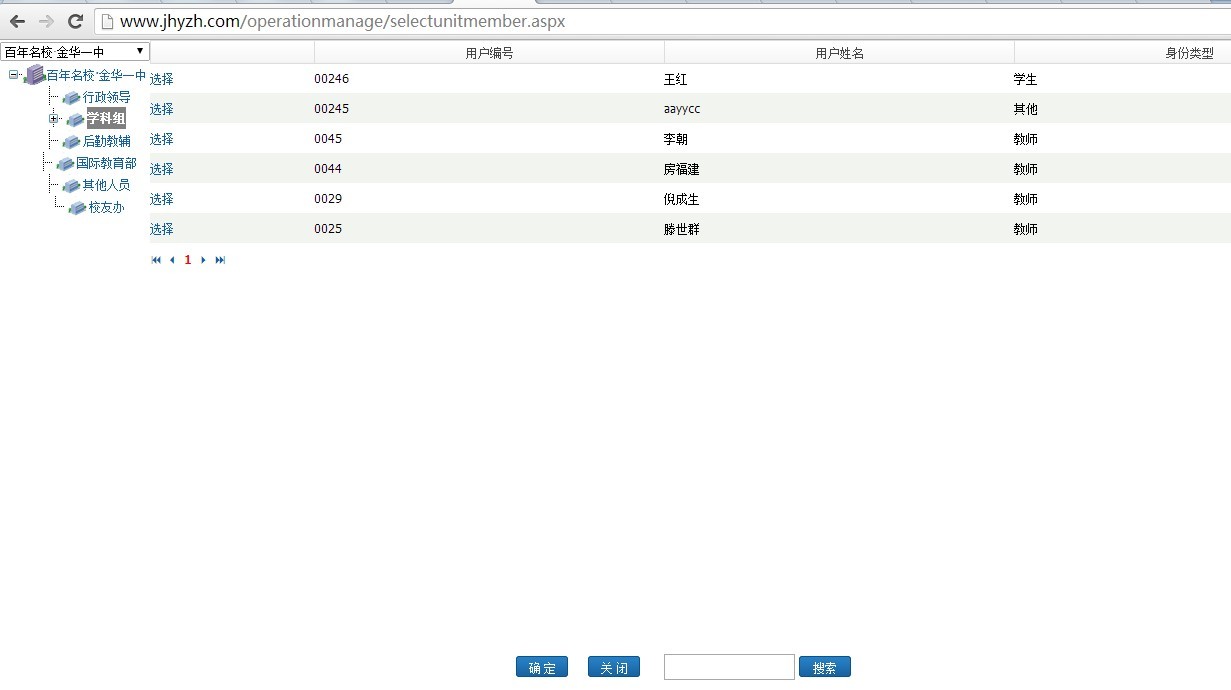 www.jhyzh.com/operationmanage/selectunitmember.aspx
百年名校·金华一中
用户编号 用户姓名 身份类型
百年名校·金华一中
行政领导
学科组
后勤教辅
国际教育部
其他人员
校友办
选择 00246 王红 学生
选择 00245 aayycc 其他
选择 0045 李朝 教师
选择 0044 房福建 教师
选择 0029 倪成生 教师
选择 0025 滕世群 教师
1
确 定 关 闭 搜索